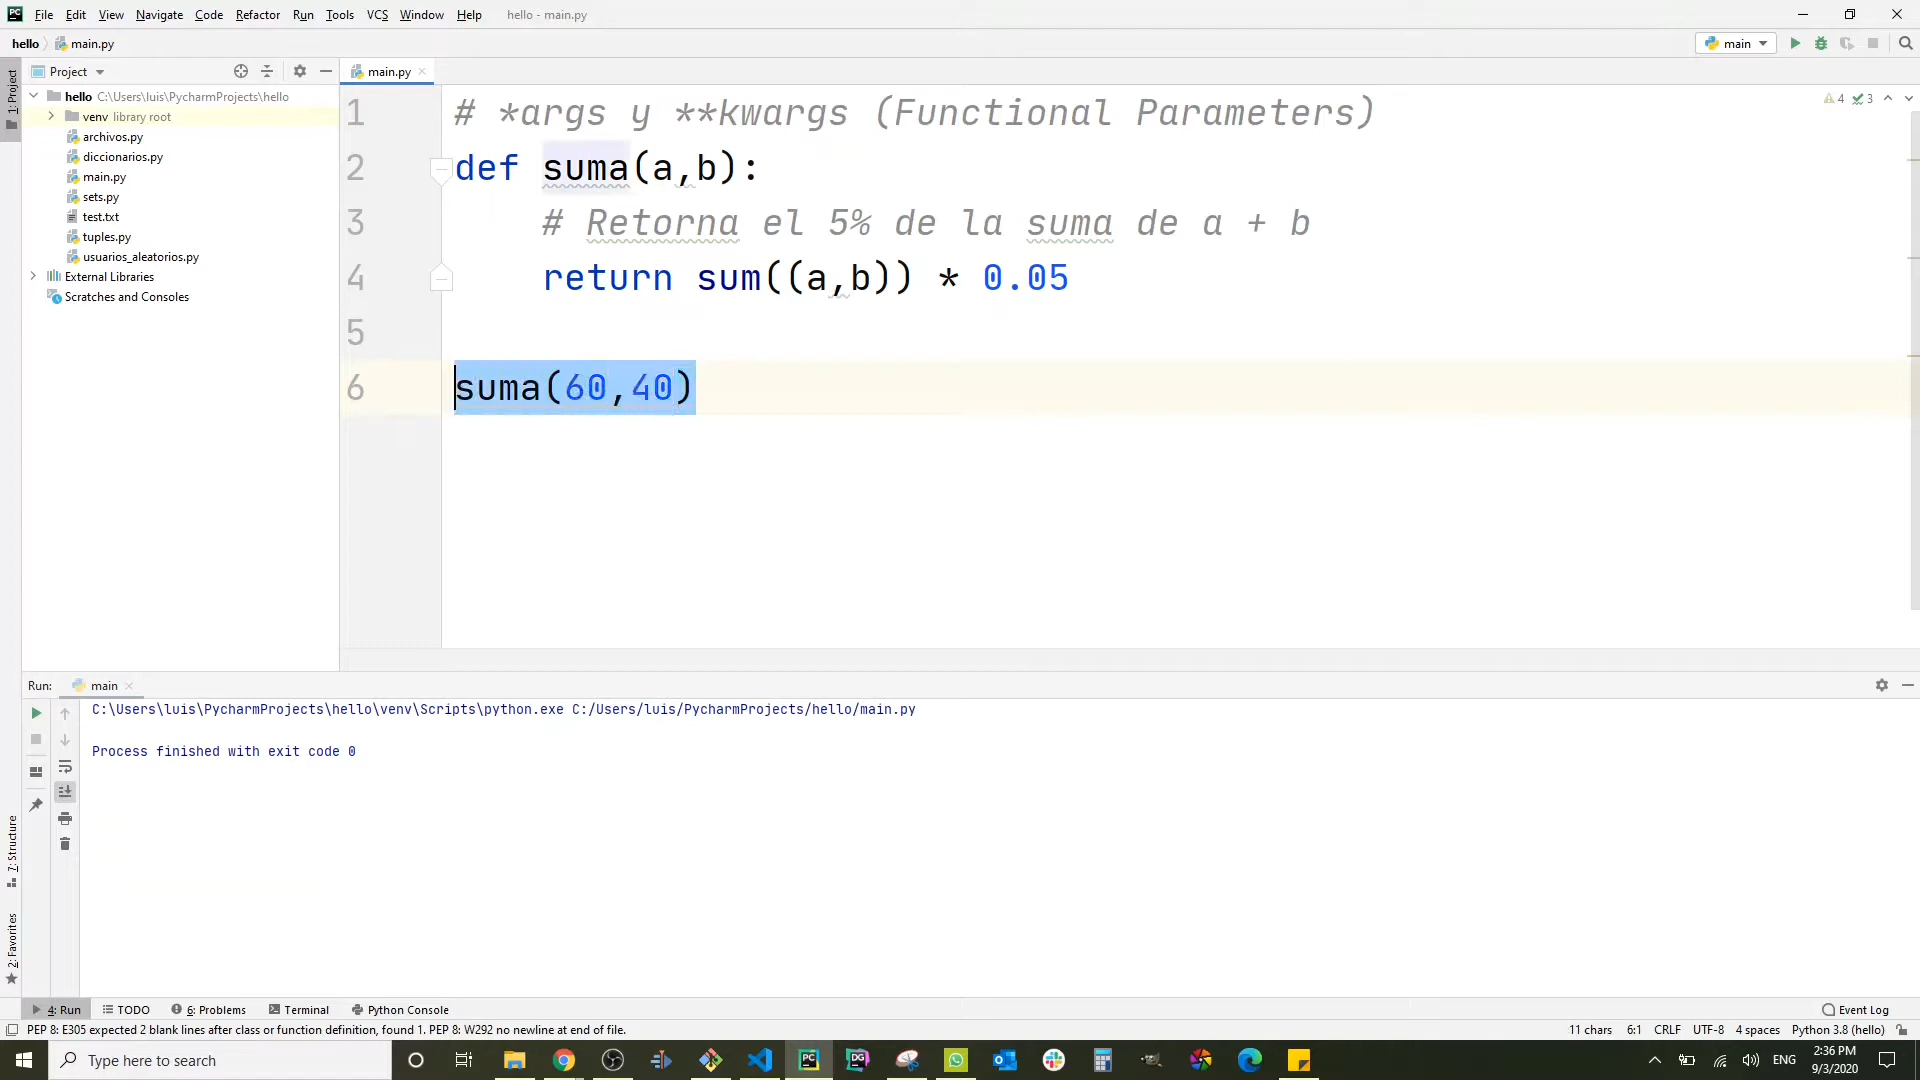 File Edit View Navigate Code Refactor Run Tools VCS Window Help hello - main.py
hello main.py main
Project main.py
1: Project
hello C:\Users\luis\PycharmProjects\hello
venv library root
archivos.py
diccionarios.py
main.py
sets.py
test.txt
tuples.py
usuarios_aleatorios.py
External Libraries
Scratches and Consoles
4 3
1 # *args y **kwargs (Functional Parameters)
2 def suma(a,b):
3 # Retorna el 5% de la suma de a + b
4 return sum((a,b)) * 0.05
5
6 suma(60,40)
Run: main
C:\Users\luis\PycharmProjects\hello\venv\Scripts\python.exe C:/Users/luis/PycharmProjects/hello/main.py
Process finished with exit code 0
7: Structure
2: Favorites
4: Run TODO 6: Problems Terminal Python Console Event Log
PEP 8: E305 expected 2 blank lines after class or function definition, found 1. PEP 8: W292 no newline at end of file. 11 chars 6:1 CRLF UTF-8 4 spaces Python 3.8 (hello)
Type here to search ENG 2:36 PM
9/3/2020